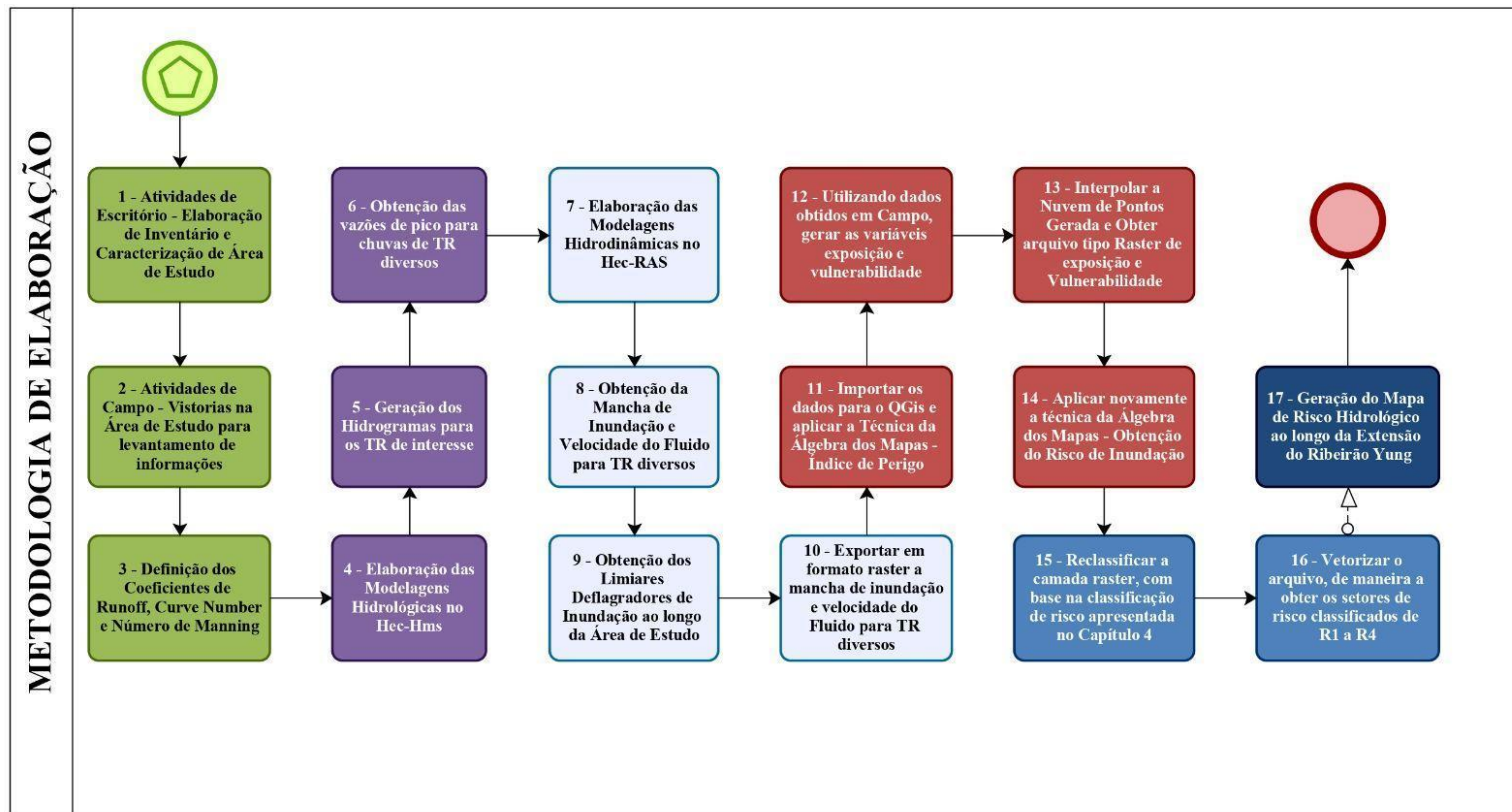 METODOLOGIA DE ELABORAÇÃO
1 - Atividades de
Escritório - Elaboração
de Inventário e
Caracterização de Área
de Estudo
2 - Atividades de
Campo - Vistorias na
Área de Estudo para
levantamento de
informações
3 - Definição dos
Coeficientes de
Runoff, Curve Number
e Número de Manning
4 - Elaboração das
Modelagens
Hidrológicas no
Hec-Hms
5 - Geração dos
Hidrogramas para
os TR de interesse
6 - Obtenção das
vazões de pico para
chuvas de TR
diversos
7 - Elaboração das
Modelagens
Hidrodinâmicas no
Hec-RAS
8 - Obtenção da
Mancha de
Inundação e
Velocidade do Fluido
para TR diversos
9 - Obtenção dos
Limiares
Deflagradores de
Inundação ao longo
da Área de Estudo
10 - Exportar em
formato raster a
mancha de inundação
e velocidade do
Fluido para TR
diversos
11 - Importar os
dados para o QGis e
aplicar a Técnica da
Álgebra dos Mapas -
Índice de Perigo
12 - Utilizando dados
obtidos em Campo,
gerar as variáveis
exposição e
vulnerabilidade
13 - Interpolar a
Nuvem de Pontos
Gerada e Obter
arquivo tipo Raster de
exposição e
Vulnerabilidade
14 - Aplicar novamente
a técnica da Álgebra
dos Mapas - Obtenção
do Risco de Inundação
15 - Reclassificar a
camada raster, com
base na classificação
de risco apresentada
no Capítulo 4
16 - Vetorizar o
arquivo, de maneira a
obter os setores de
risco classificados de
R1 a R4
17 - Geração do Mapa
de Risco Hidrológico
ao longo da Extensão
do Ribeirão Yung